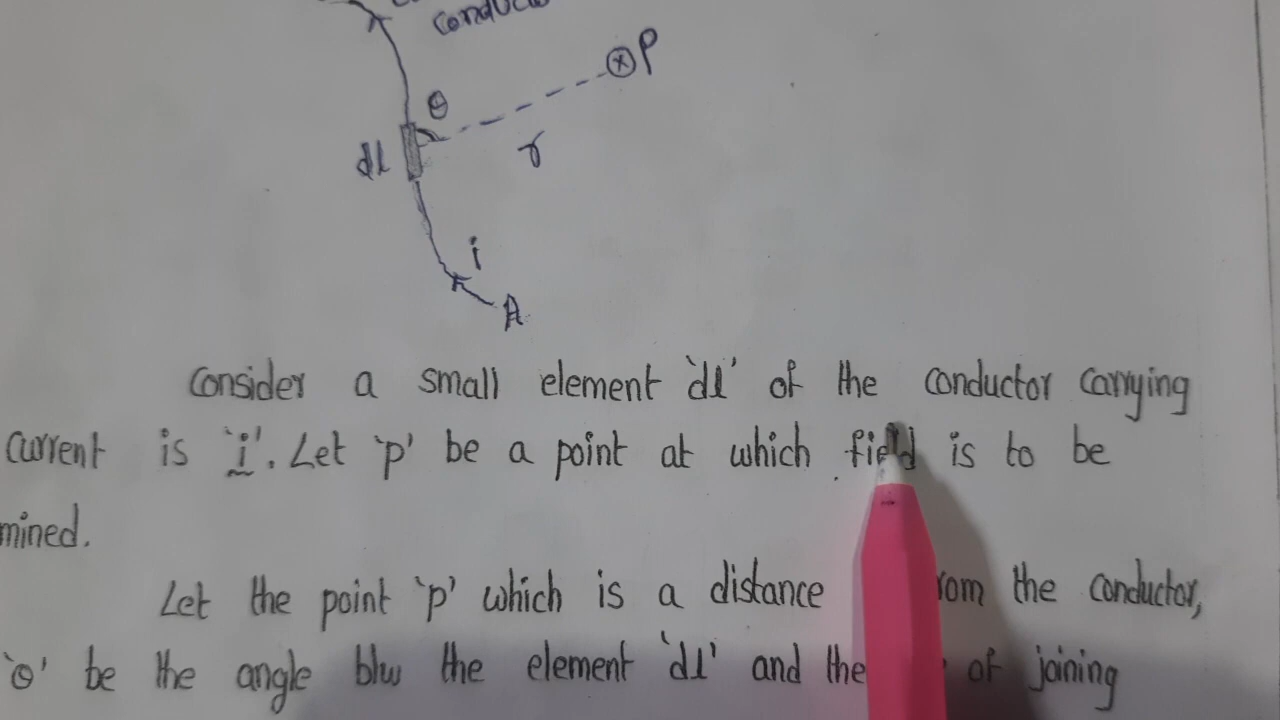 P
θ
dl
r
i
A
Consider a small element 'dl' of the conductor carrying
current is 'i'. Let 'p' be a point at which field is to be
mined.
Let the point 'p' which is a distance rom the conductor,
'θ' be the angle b/w the element 'dl' and the of joining